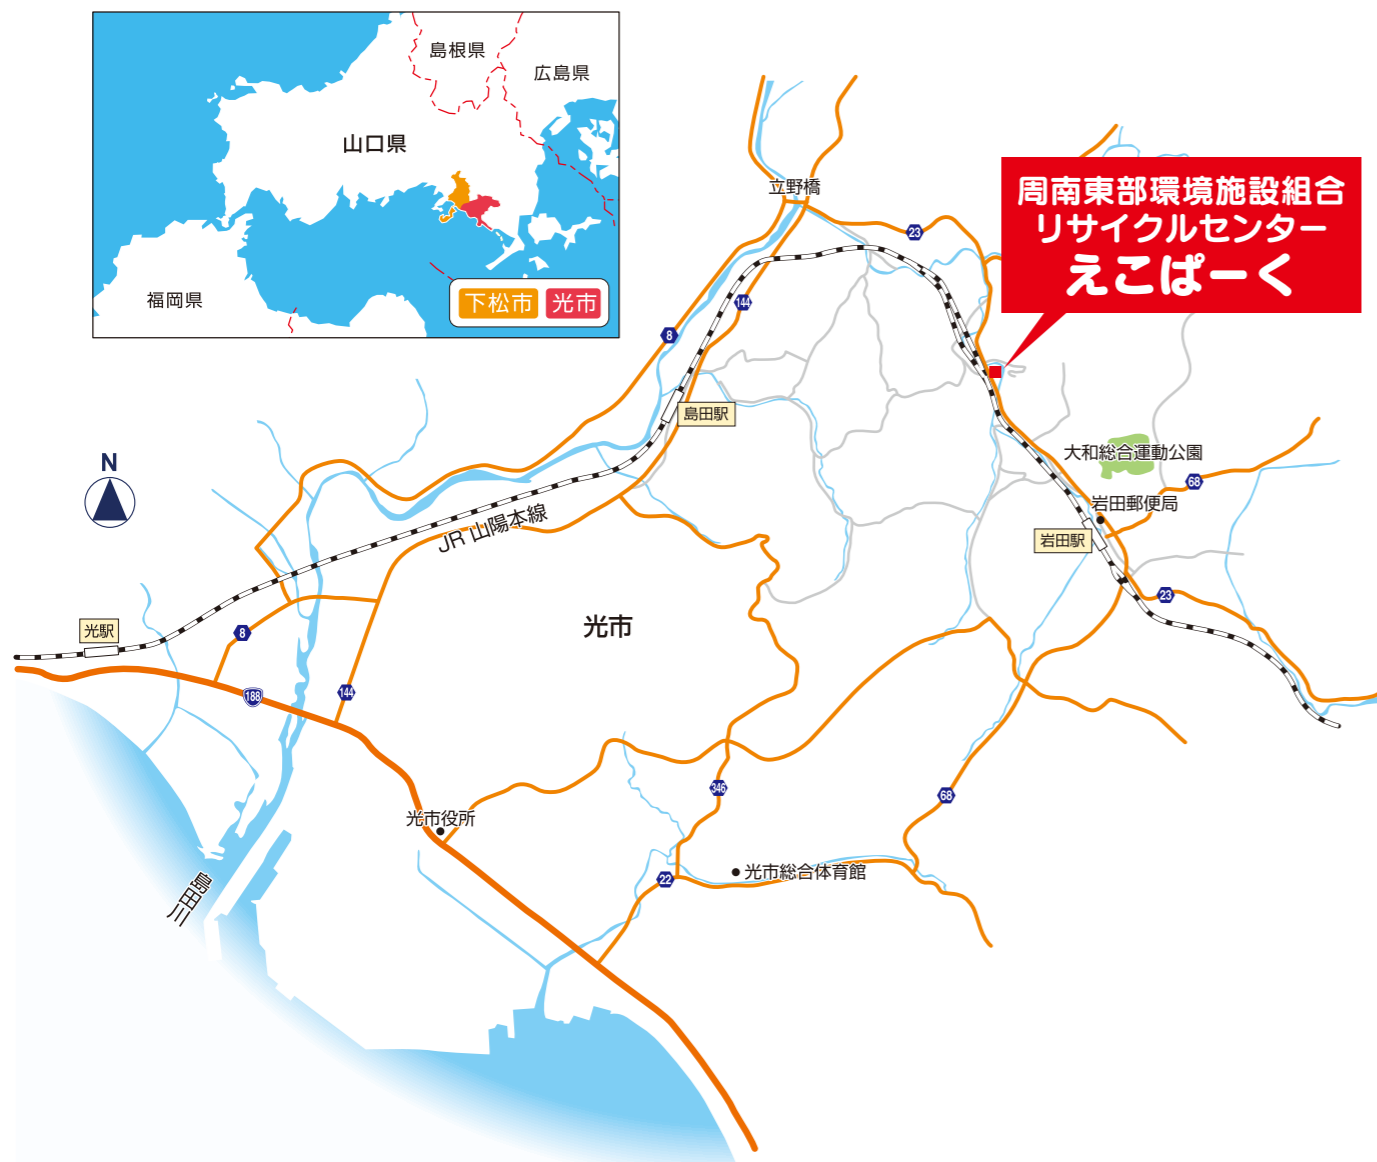 島根県
広島県
山口県
福岡県
下松市
光市
周南東部環境施設組合
リサイクルセンター
えこぱーく
立野橋
23
144
8
島田駅
大和総合運動公園
68
岩田郵便局
岩田駅
N
JR 山陽本線
23
光市
光駅
8
188
144
346
68
光市役所
光市総合体育館
22
島田川